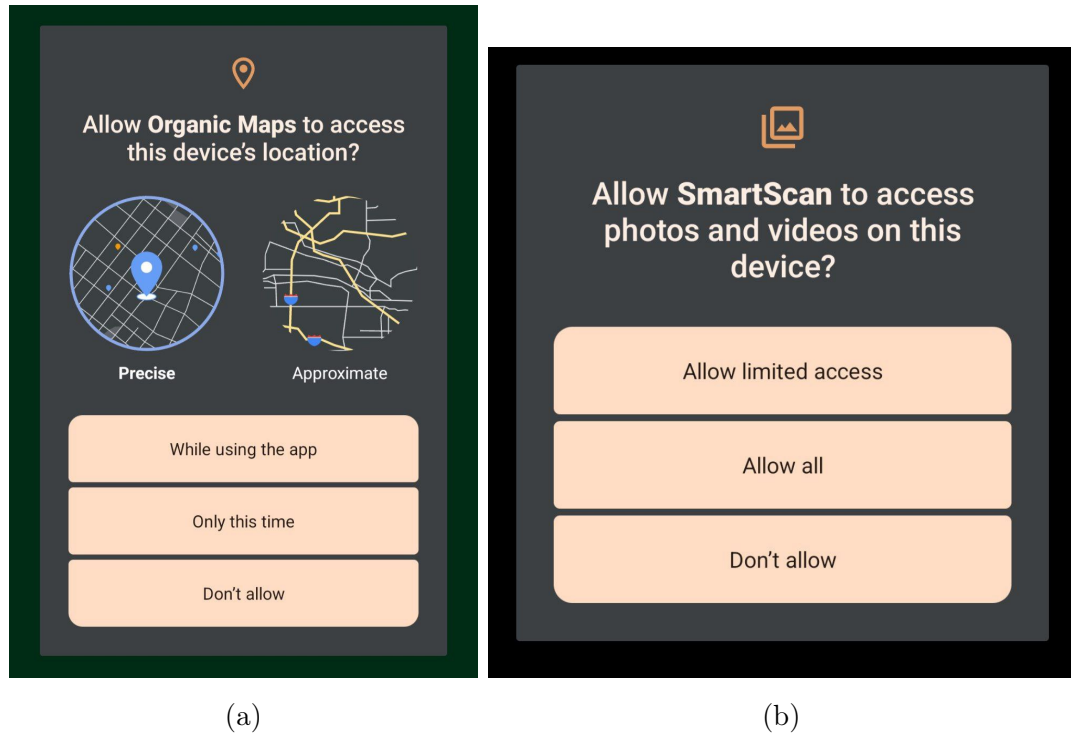 Allow Organic Maps to access
this device's location?
Precise
Approximate
While using the app
Only this time
Don't allow
(a)
Allow SmartScan to access
photos and videos on this
device?
Allow limited access
Allow all
Don't allow
(b)